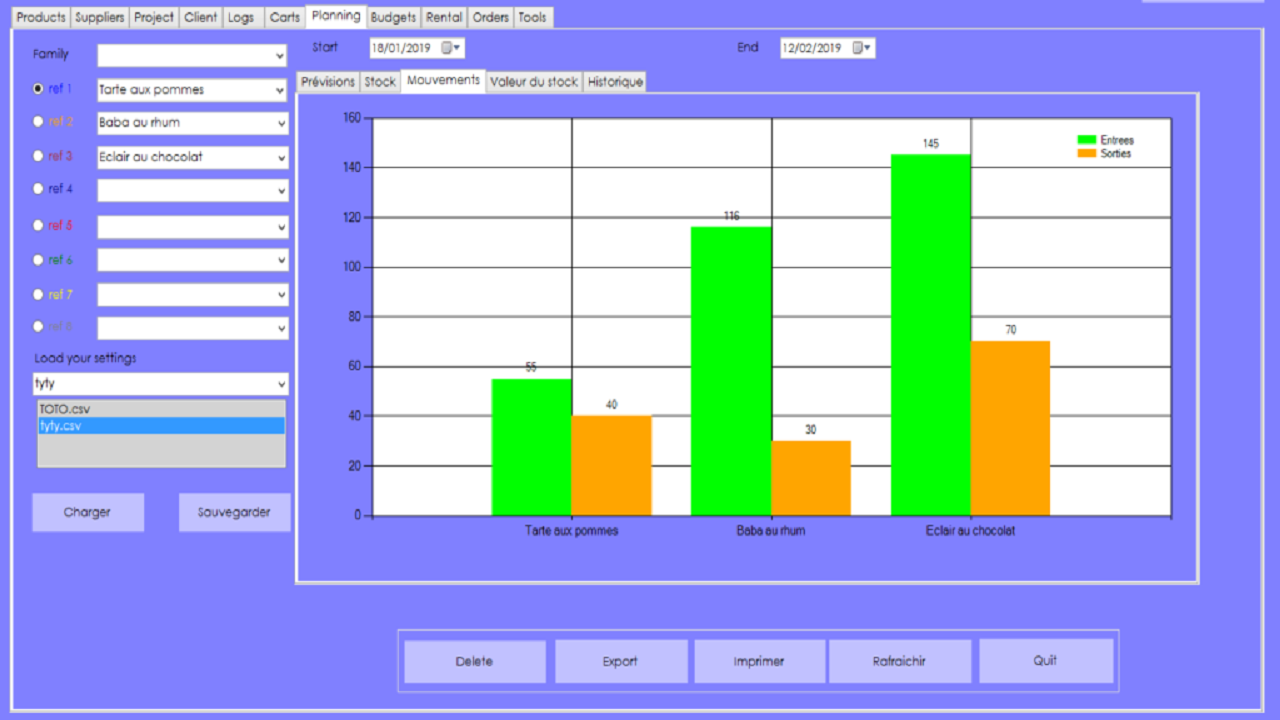 Products Suppliers Project Client Logs Carts Planning Budgets Rental Orders Tools
Family
Start 18/01/2019
End 12/02/2019
ref 1 Tarte aux pommes
ref 2 Baba au rhum
ref 3 Eclair au chocolat
ref 4
ref 5
ref 6
ref 7
ref 8
Load your settings
tyty
TOTO.csv
tyty.csv
Charger Sauvegarder
Prévisions Stock Mouvements Valeur du stock Historique
160
140
120
100
80
60
40
20
0
Entrees
Sorties
55
40
116
30
145
70
Tarte aux pommes Baba au rhum Eclair au chocolat
Delete Export Imprimer Rafraichir Quit